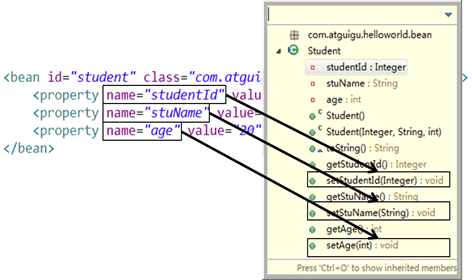 com.atguigu.helloworld.bean
Student
studentId : Integer
stuName : String
age : int
Student()
Student(Integer, String, int)
toString() : String
getStudentId() : Integer
setStudentId(Integer) : void
getStuName() : String
setStuName(String) : void
getAge() : int
setAge(int) : void
Press 'Ctrl+O' to show inherited members
<bean id="student" class="com.atguigu
<property name="studentId" valu
<property name="stuName" value
<property name="age" value="20"
</bean>